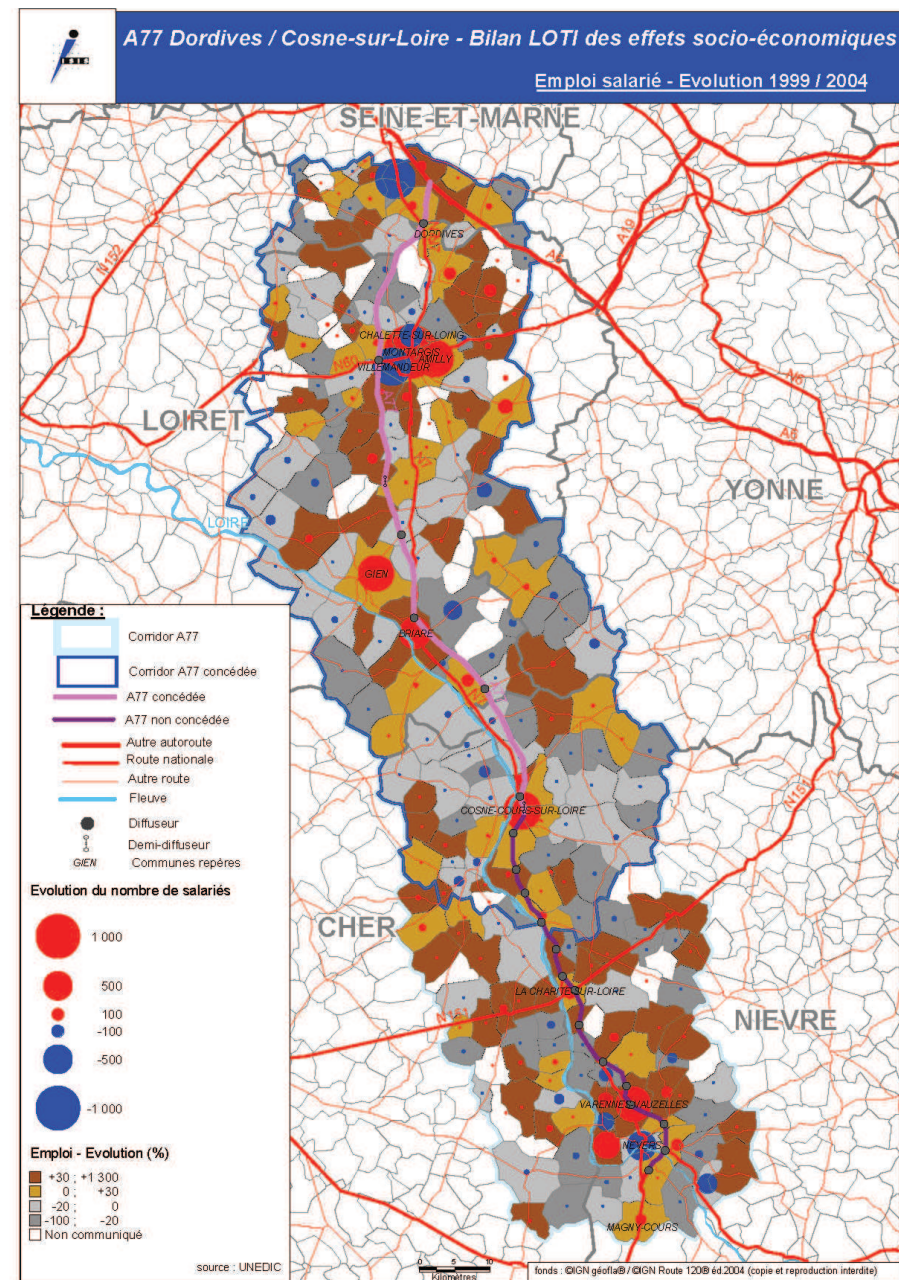 A77 Dordives / Cosne-sur-Loire - Bilan LOTI des effets socio-économiques
Emploi salarié - Evolution 1999 / 2004
SEINE-ET-MARNE
N152
A19
DORDIVES
A6
CHALETTE-SUR-LOING
MONTARGIS
AMILLY
N60
VILLEMANDEUR
N6
LOIRET
A6
YONNE
LOIRE
GIEN
BRIARE
N151
COSNE-COURS-SUR-LOIRE
CHER
LA CHARITE-SUR-LOIRE
N151
NIEVRE
VARENNES-VAUZELLES
NEVERS
MAGNY-COURS
Légende :
Corridor A77
Corridor A77 concédée
A77 concédée
A77 non concédée
Autre autoroute
Route nationale
Autre route
Fleuve
Diffuseur
Demi-diffuseur
GIEN Communes repères
Evolution du nombre de salariés
1 000
500
100
-100
-500
-1 000
Emploi - Evolution (%)
+30 ; +1 300
0 ; +30
-20 ; 0
-100 ; -20
Non communiqué
source : UNEDIC
0 5 10
Kilomètres
fonds : ©IGN géofla® / ©IGN Route 120® éd.2004 (copie et reproduction interdite)